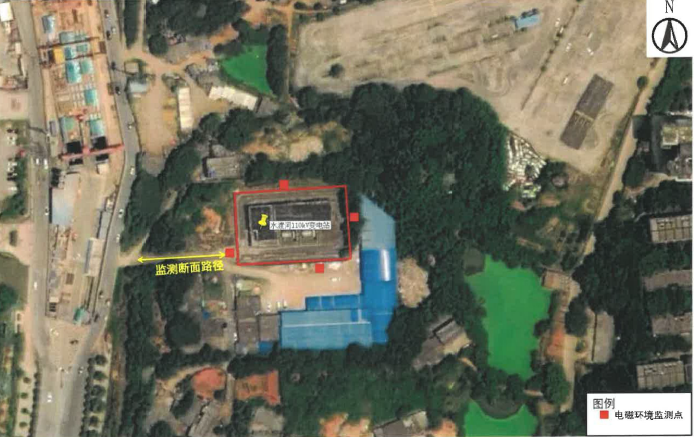 N
水渡河110kV变电站
监测断面路径
图例
电磁环境监测点